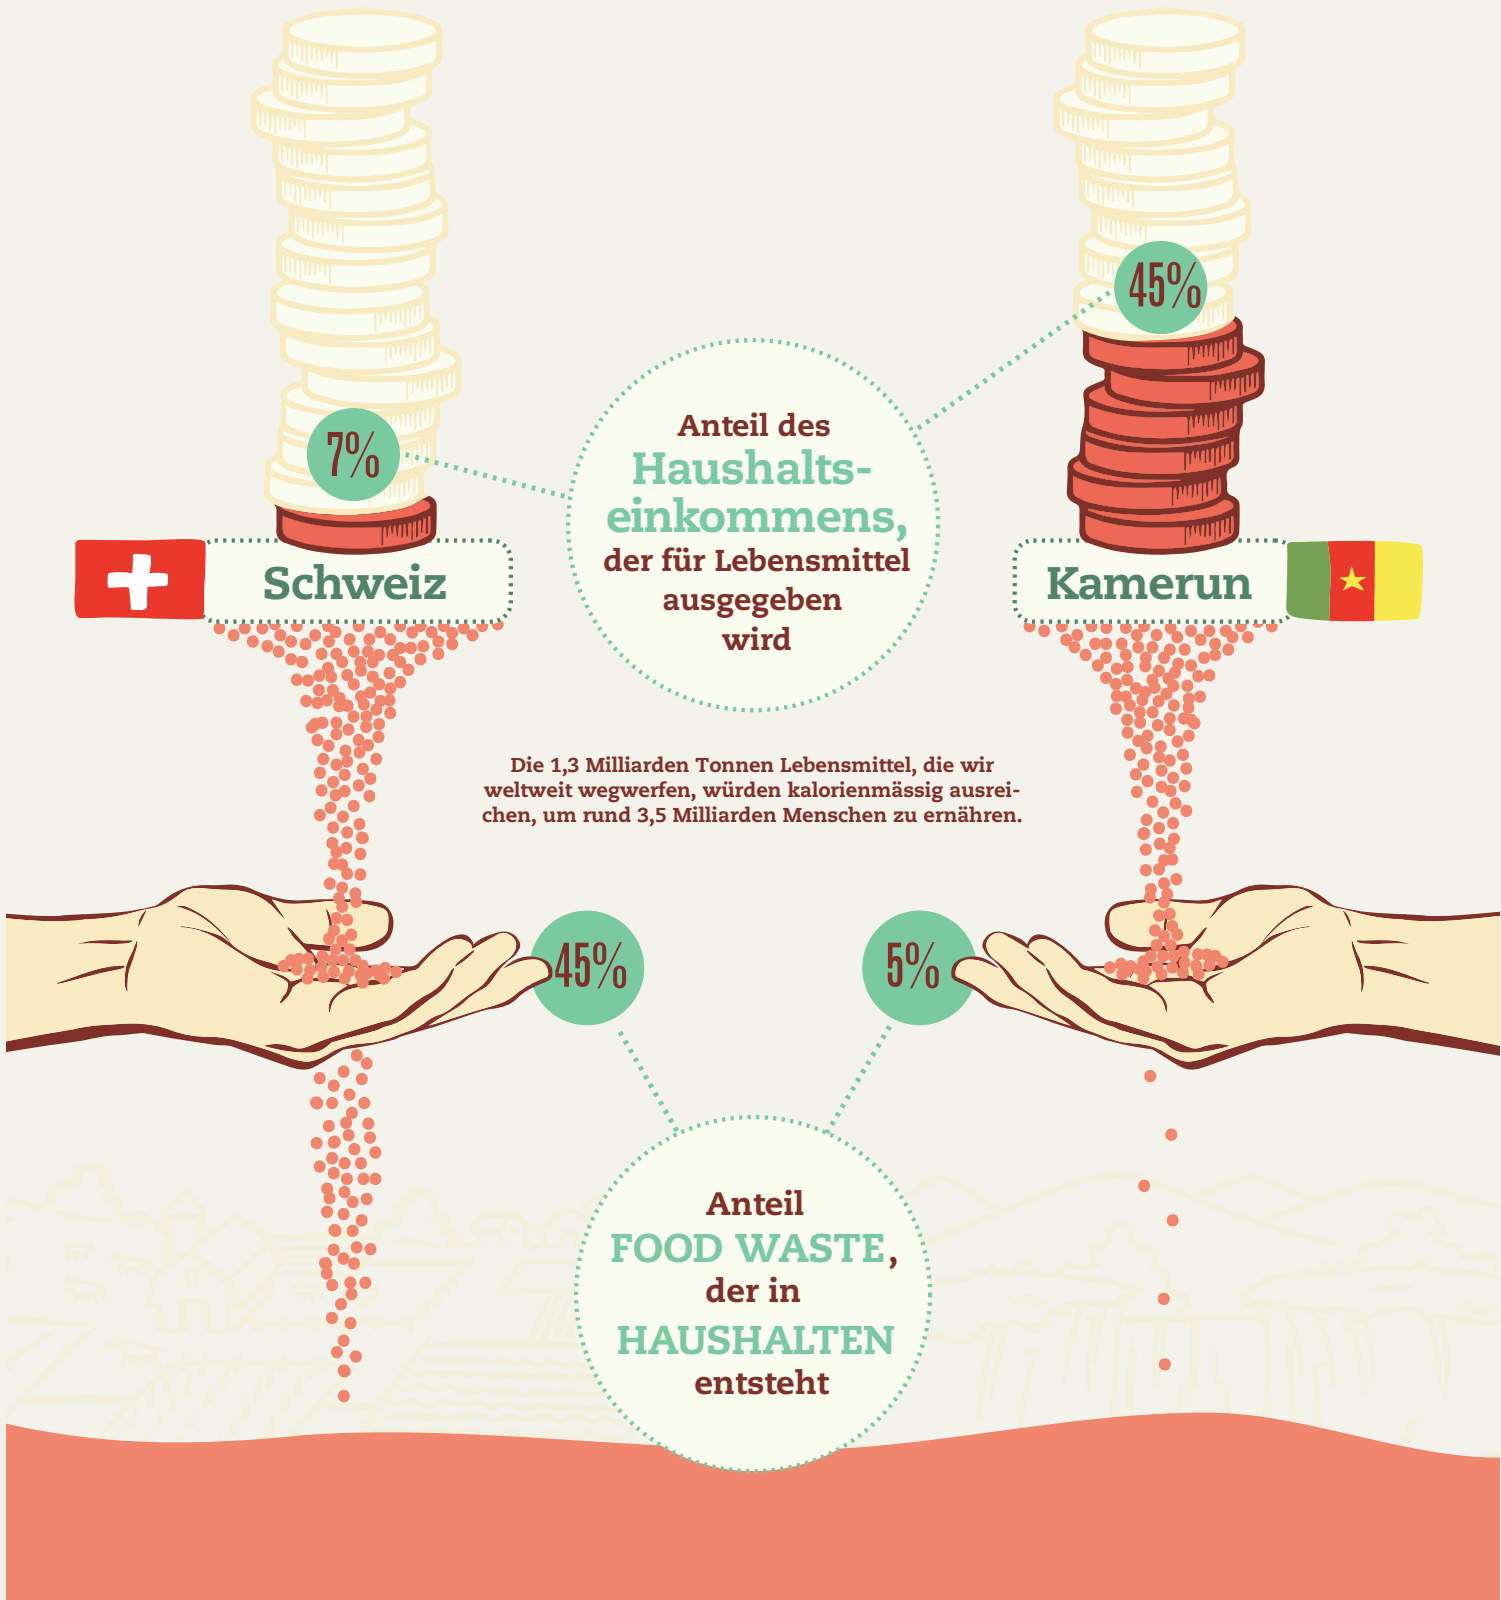 45%
7%
Anteil des
Haushalts-
einkommens,
der für Lebensmittel
ausgegeben
wird
Schweiz
Kamerun
Die 1,3 Milliarden Tonnen Lebensmittel, die wir
weltweit wegwerfen, würden kalorienmässig ausrei-
chen, um rund 3,5 Milliarden Menschen zu ernähren.
45%
5%
Anteil
FOOD WASTE,
der in
HAUSHALTEN
entsteht